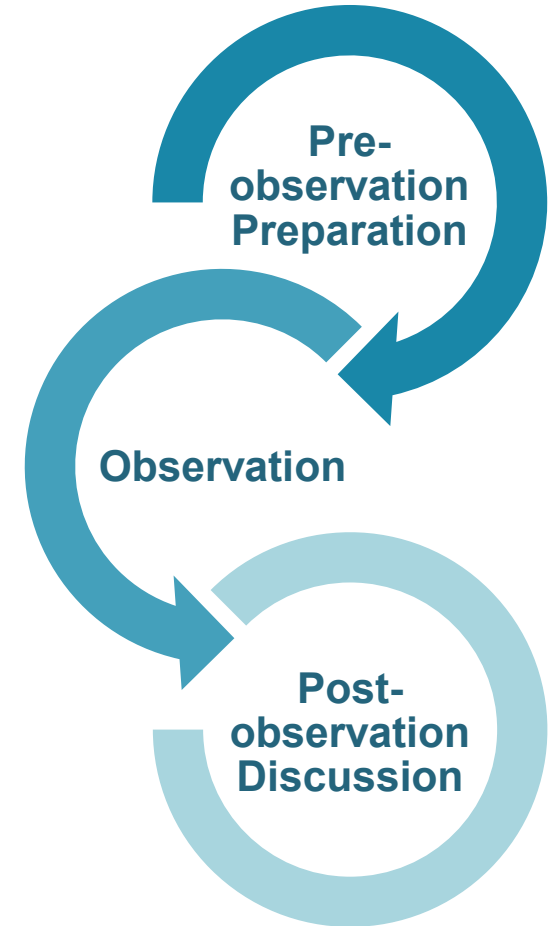 Pre-
observation
Preparation
Observation
Post-
observation
Discussion